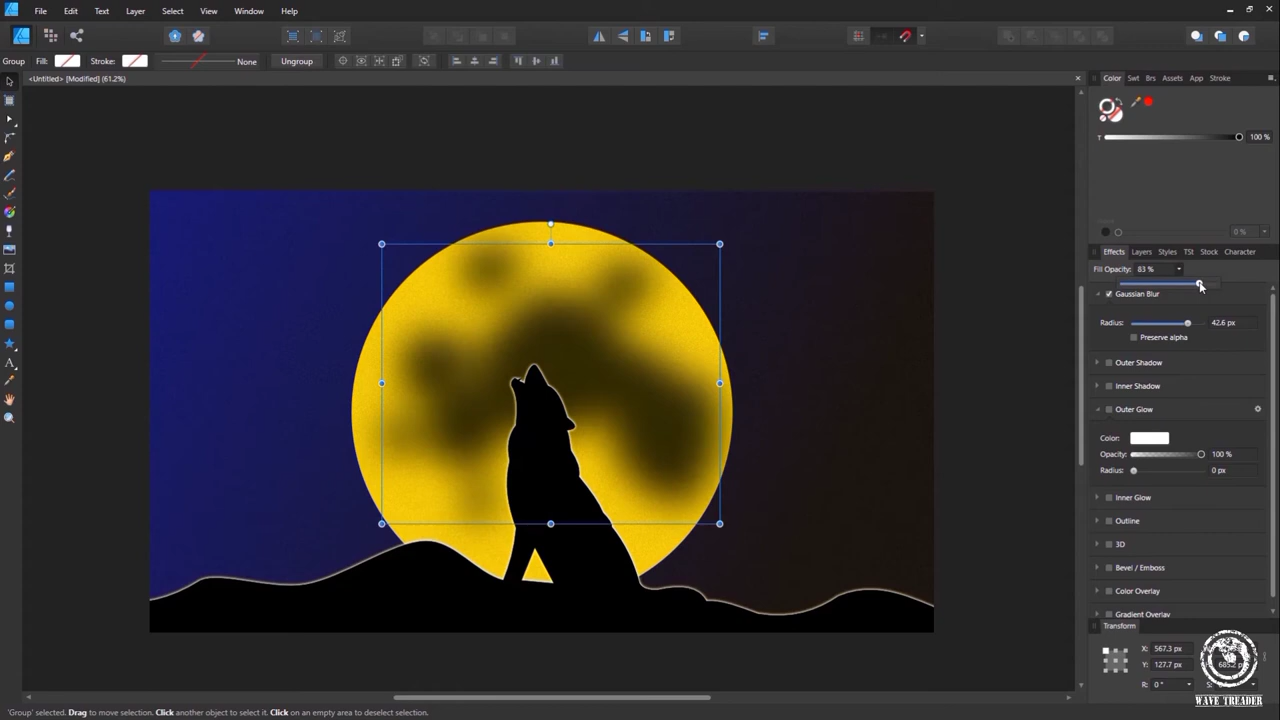 File Edit Text Layer Select View Window Help
Group Fill: Stroke: None Ungroup
<Untitled> [Modified] (61.2%)
Color Swt Brs Assets App Stroke
100 %
0 %
Effects Layers Styles TSt Stock Character
Fill Opacity: 83 %
Gaussian Blur
Radius: 42.6 px
Preserve alpha
Outer Shadow
Inner Shadow
Outer Glow
Color:
Opacity: 100 %
Radius: 0 px
Inner Glow
Outline
3D
Bevel / Emboss
Color Overlay
Gradient Overlay
Transform
X: 567.3 px
Y: 127.7 px
R: 0 °
S:
WAVE TREADER
'Group' selected. Drag to move selection. Click another object to select it. Click on an empty area to deselect selection.